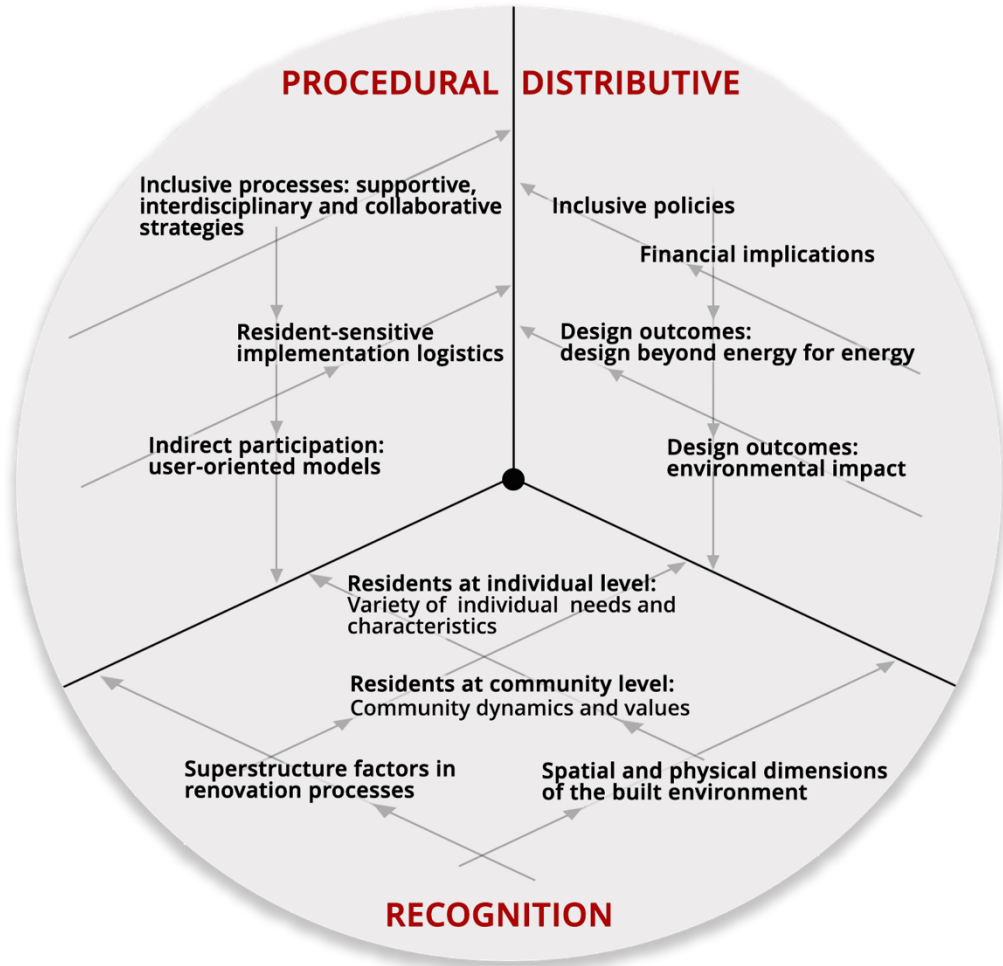 PROCEDURAL
Inclusive processes: supportive,
interdisciplinary and collaborative
strategies
Resident-sensitive
implementation logistics
Indirect participation:
user-oriented models
DISTRIBUTIVE
Inclusive policies
Financial implications
Design outcomes:
design beyond energy for energy
Design outcomes:
environmental impact
Residents at individual level:
Variety of individual needs and
characteristics
Residents at community level:
Community dynamics and values
Superstructure factors in
renovation processes
Spatial and physical dimensions
of the built environment
RECOGNITION